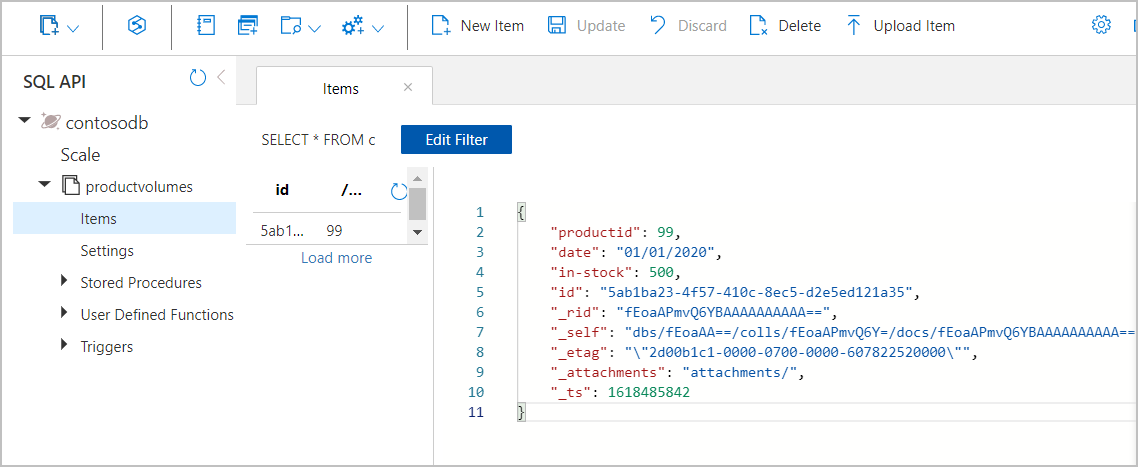 New Item Update Discard Delete Upload Item
SQL API
Items
contosodb
Scale
productvolumes
Items
Settings
Stored Procedures
User Defined Functions
Triggers
SELECT * FROM c Edit Filter
id /...
5ab1... 99
Load more
1 {
2 "productid": 99,
3 "date": "01/01/2020",
4 "in-stock": 500,
5 "id": "5ab1ba23-4f57-410c-8ec5-d2e5ed121a35",
6 "_rid": "fEoaAPmvQ6YBAAAAAAAAAA==",
7 "_self": "dbs/fEoaAA==/colls/fEoaAPmvQ6Y=/docs/fEoaAPmvQ6YBAAAAAAAAAA==
8 "_etag": "\"2d00b1c1-0000-0700-0000-607822520000\"",
9 "_attachments": "attachments/",
10 "_ts": 1618485842
11 }